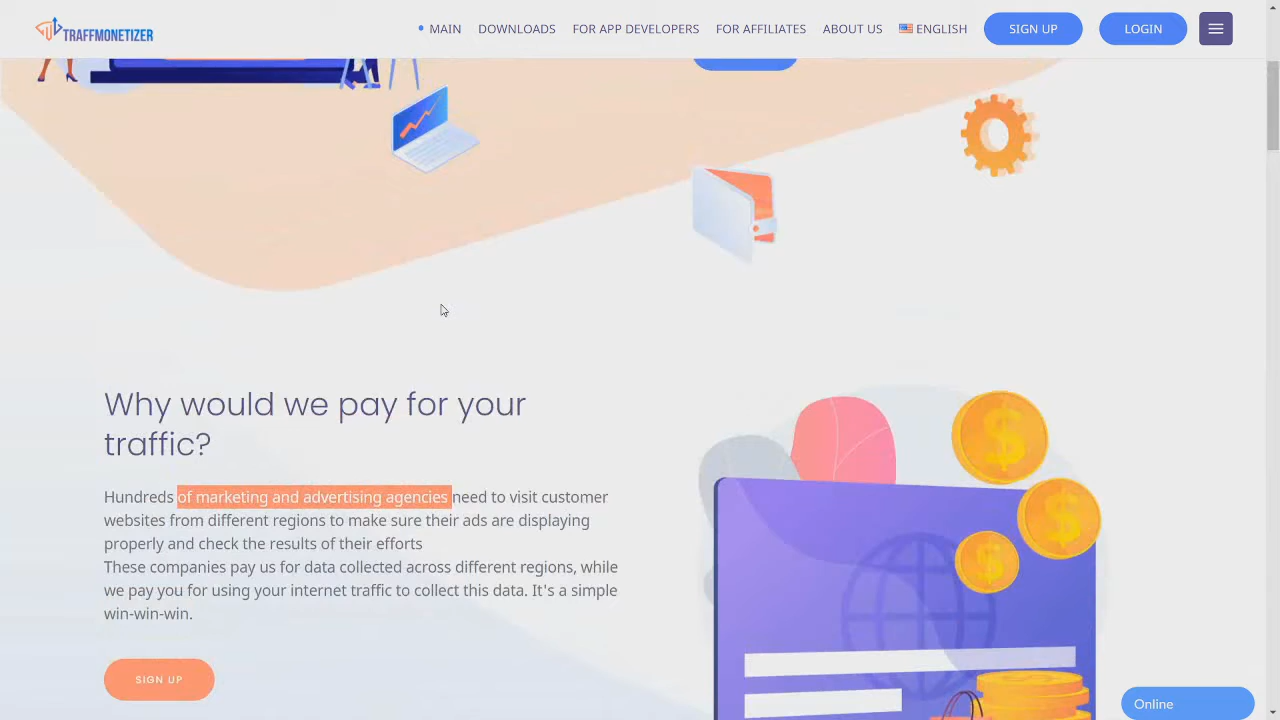 TRAFFMONETIZER
MAIN DOWNLOADS FOR APP DEVELOPERS FOR AFFILIATES ABOUT US ENGLISH SIGN UP LOGIN
Why would we pay for your
traffic?
Hundreds of marketing and advertising agencies need to visit customer
websites from different regions to make sure their ads are displaying
properly and check the results of their efforts
These companies pay us for data collected across different regions, while
we pay you for using your internet traffic to collect this data. It's a simple
win-win-win.
SIGN UP
Online